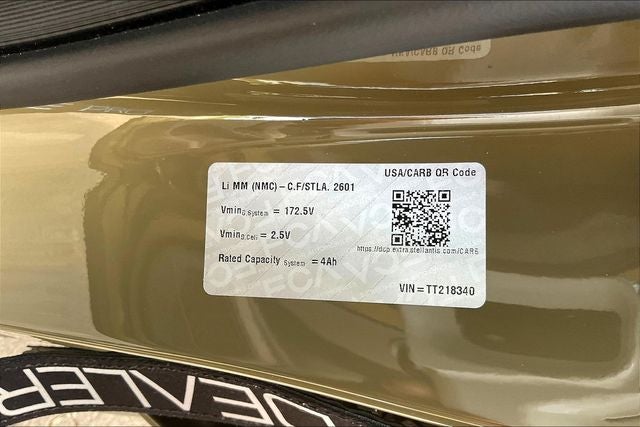 USA/CARB QR Code
Li MM (NMC) – C.F/STLA. 2601
Vmin0.System = 172.5V
Vmin0.Cell = 2.5V
https://dcp.extra.stellantis.com/CARB
Rated Capacity System = 4Ah
VIN = TT218340
DEALER